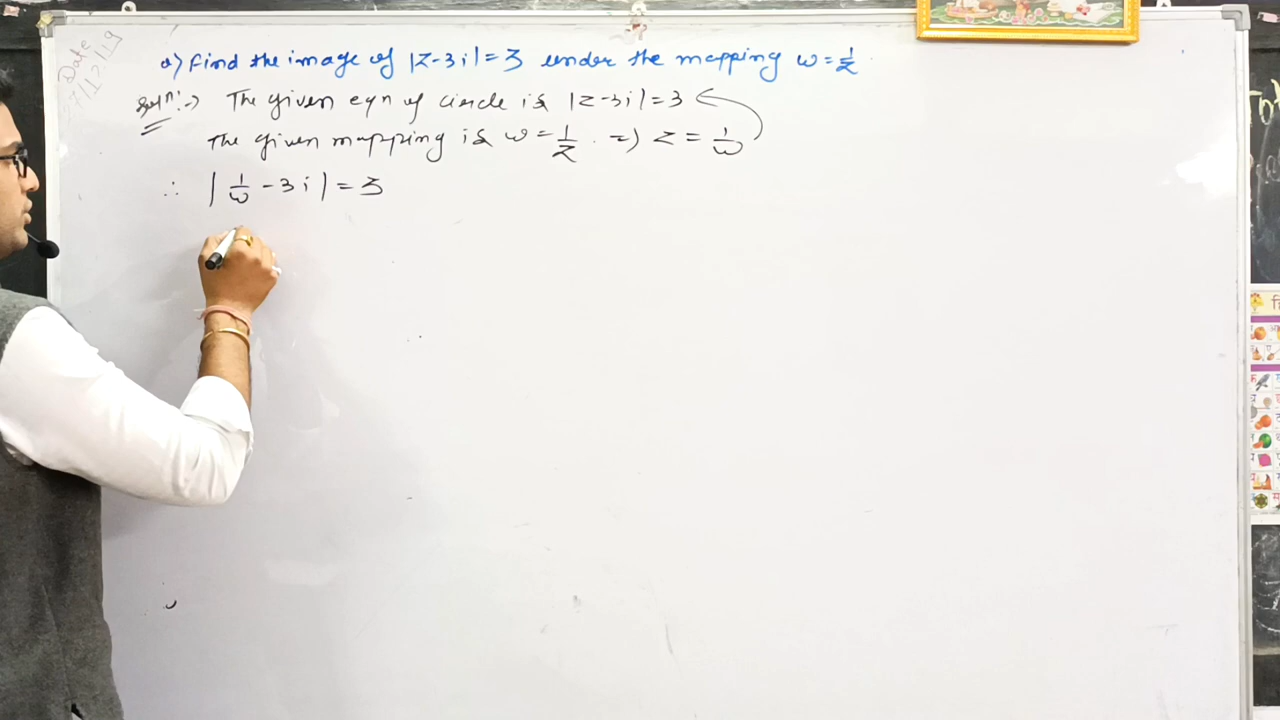 Date
27/12/19
a) Find the image of |z-3i|=3 under the mapping w=1/z.
Soln:-) The given eqn of circle is |z-3i|=3
The given mapping is w=1/z. =) z=1/w
∴ |1/w -3i|=3